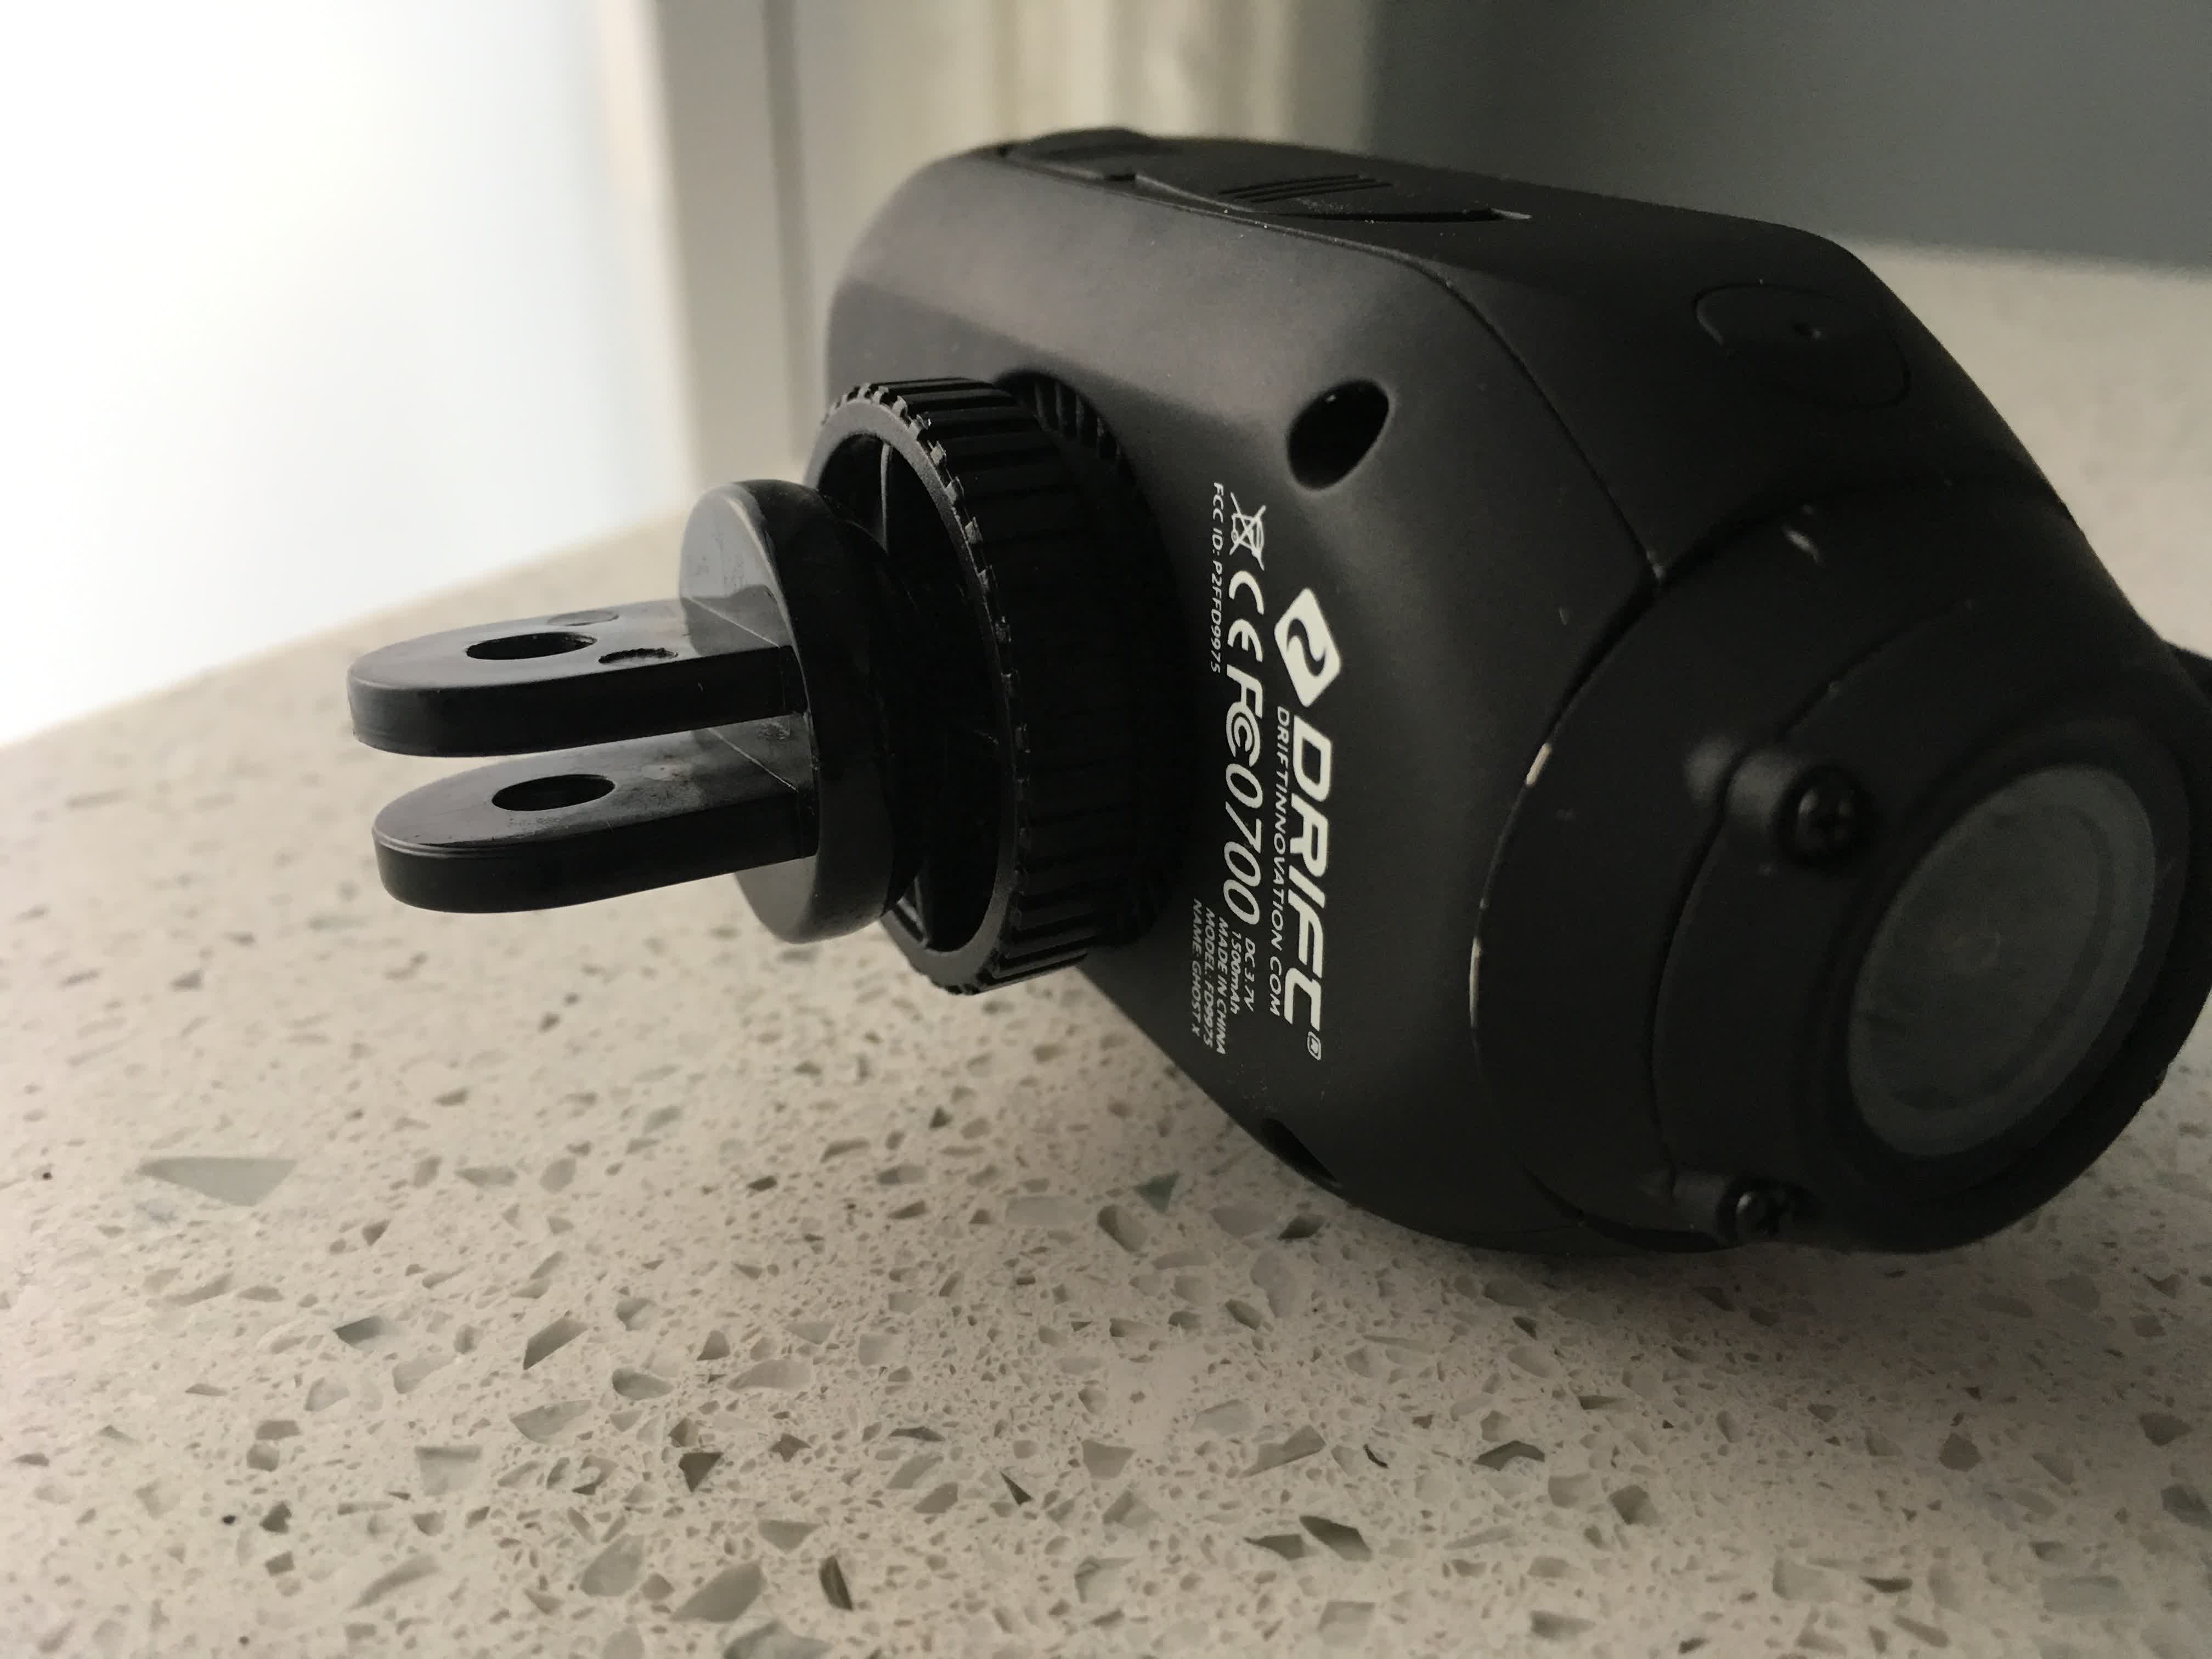 DRIFT®
DRIFTINNOVATION.COM
CE FC 0700
DC 3.7V
1500mAh
MADE IN CHINA
MODEL: FD9975
NAME: GHOST X
FCC ID: P2FFD9975